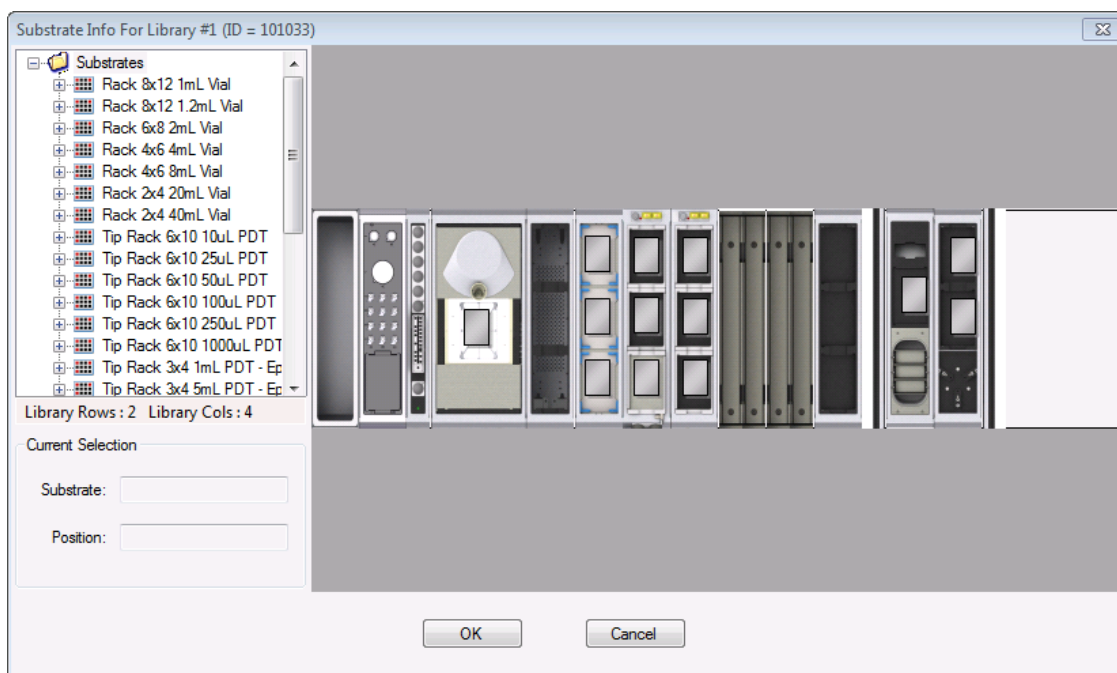 Substrate Info For Library #1 (ID = 101033)
Substrates
Rack 8x12 1mL Vial
Rack 8x12 1.2mL Vial
Rack 6x8 2mL Vial
Rack 4x6 4mL Vial
Rack 4x6 8mL Vial
Rack 2x4 20mL Vial
Rack 2x4 40mL Vial
Tip Rack 6x10 10uL PDT
Tip Rack 6x10 25uL PDT
Tip Rack 6x10 50uL PDT
Tip Rack 6x10 100uL PDT
Tip Rack 6x10 250uL PDT
Tip Rack 6x10 1000uL PDT
Tip Rack 3x4 1mL PDT - Ep
Tip Rack 3x4 5mL PDT - Ep
Library Rows : 2 Library Cols : 4
Current Selection
Substrate:
Position:
OK
Cancel